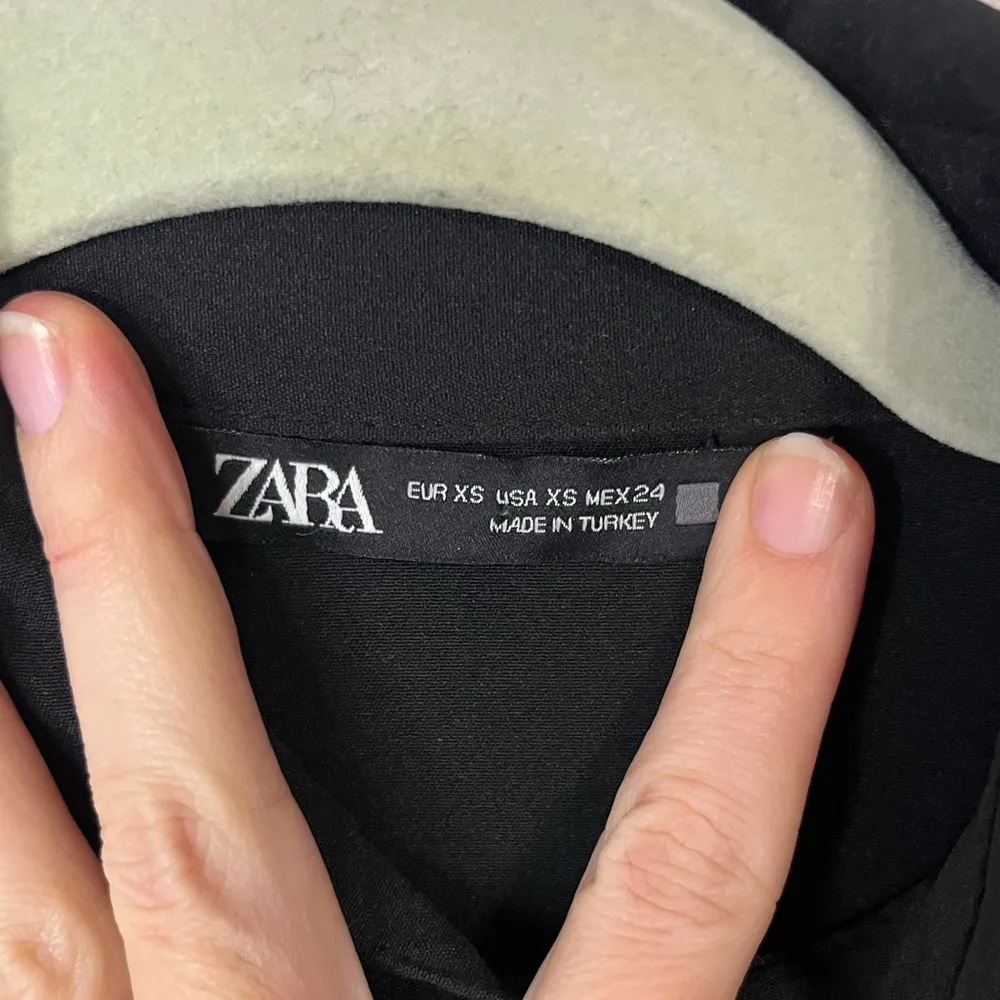 ZARA
EUR XS USA XS MEX 24
MADE IN TURKEY